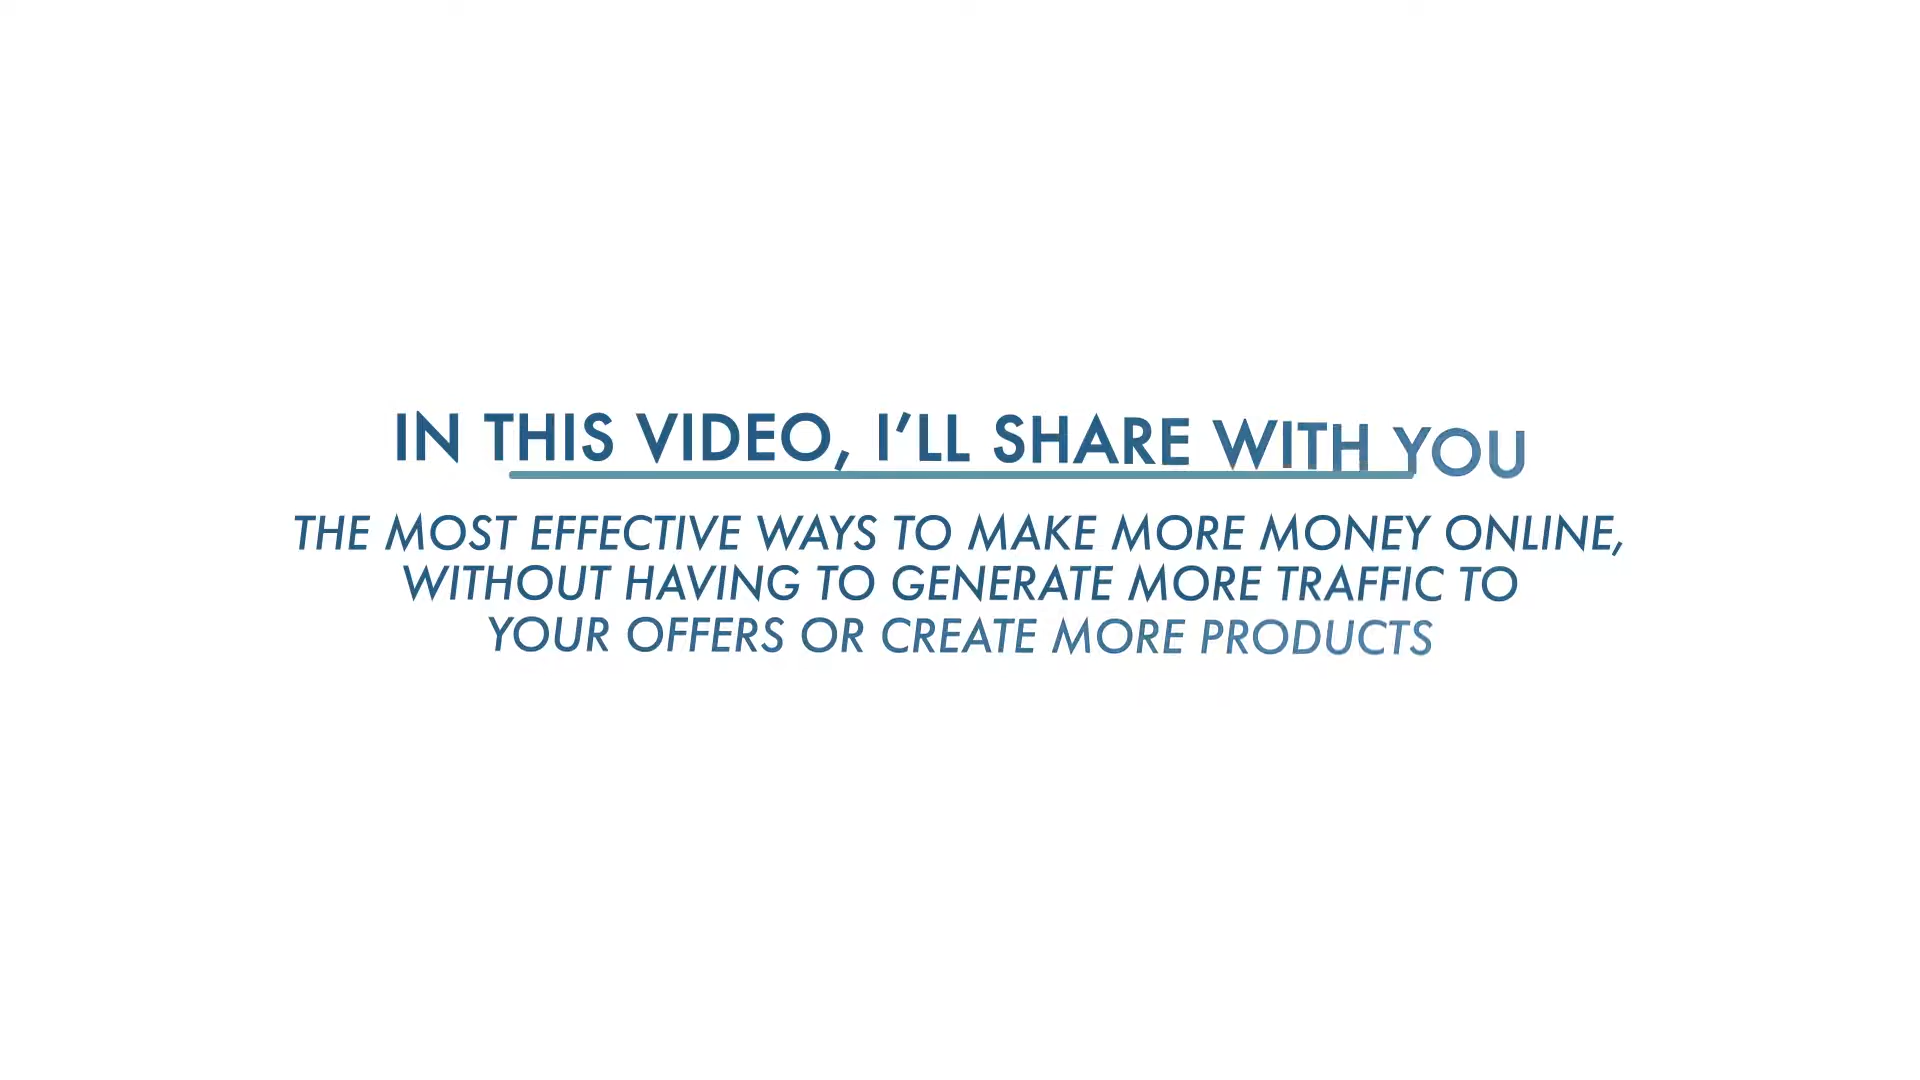 IN THIS VIDEO, I’LL SHARE WITH YOU
THE MOST EFFECTIVE WAYS TO MAKE MORE MONEY ONLINE,
WITHOUT HAVING TO GENERATE MORE TRAFFIC TO
YOUR OFFERS OR CREATE MORE PRODUCTS